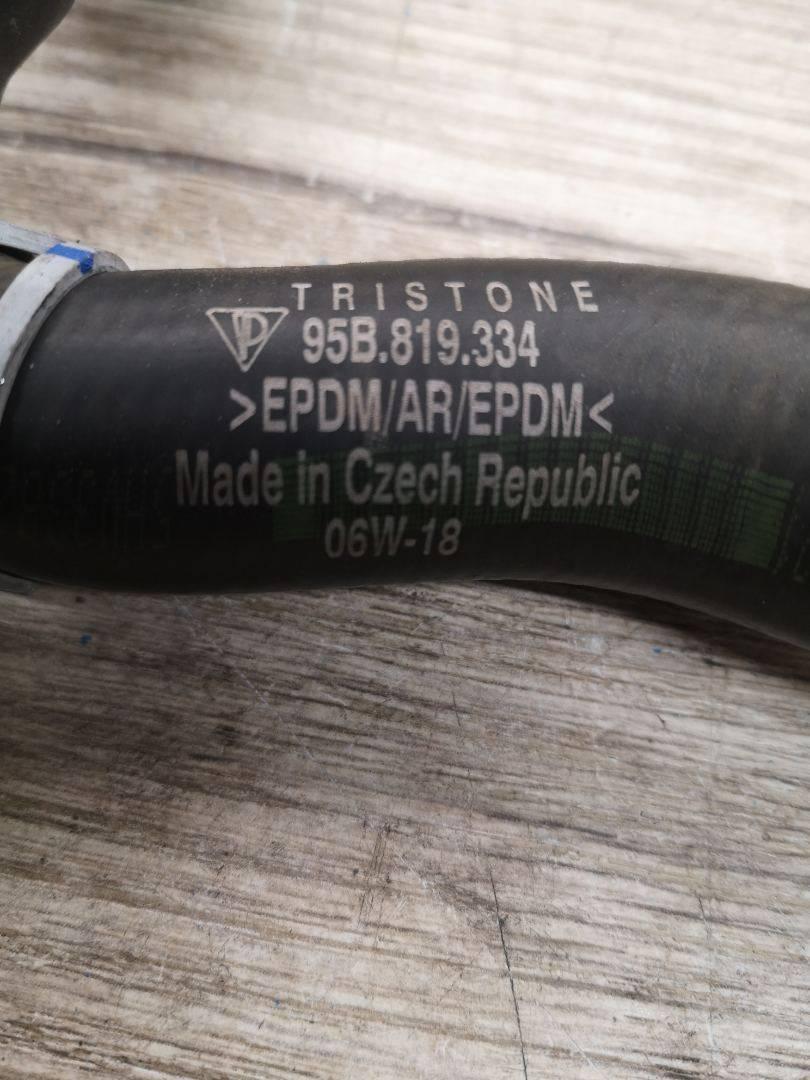 TRISTONE
95B.819.334
>EPDM/AR/EPDM<
Made in Czech Republic
06W-18